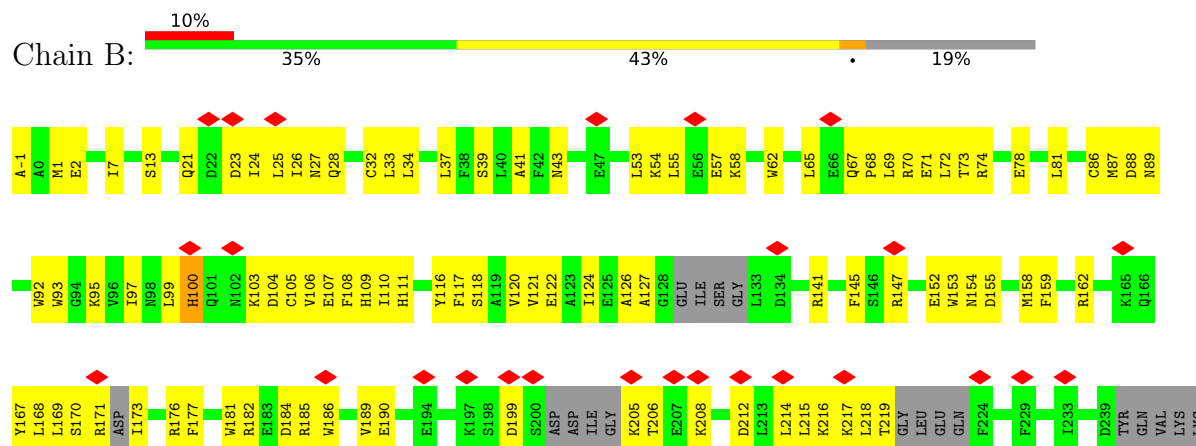 10%
Chain B:
35% 43% • 19%
A-1 A0 M1 E2 I7 S13 Q21 D22 D23 I24 L25 I26 N27 Q28 C32 L33 L34 L37 F38 S39 L40 A41 F42 N43 E47 L53 K54 L55 E56 E57 K58 W62 L65 E66 Q67 P68 L69 R70 E71 L72 T73 R74 E78 L81 C86 M87 D88 N89
W92 W93 G94 K95 V96 I97 N98 L99 H100 Q101 N102 K103 D104 C105 V106 E107 F108 H109 I110 H111 Y116 F117 S118 A119 V120 V121 E122 A123 I124 E125 A126 A127 G128 GLU ILE SER GLY L133 D134 R141 F145 S146 R147 E152 W153 N154 D155 M158 F159 R162 K165 Q166
Y167 L168 L169 S170 R171 ASP I173 R176 F177 W181 R182 E183 D184 R185 W186 V189 E190 E194 K197 S198 D199 S200 ASP ASP ILE GLY K205 T206 E207 K208 D212 L213 L214 L215 K216 K217 L218 T219 GLY LEU GLU GLN F224 F229 I233 D239 TYR GLN VAL LYS